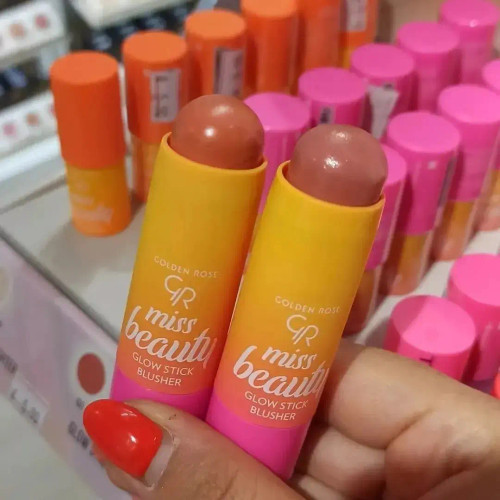 GOLDEN ROSE
GR
miss
beauty
GLOW STICK
BLUSHER
GOLDEN ROSE
GR
miss
beauty
GLOW STICK
BLUSHER